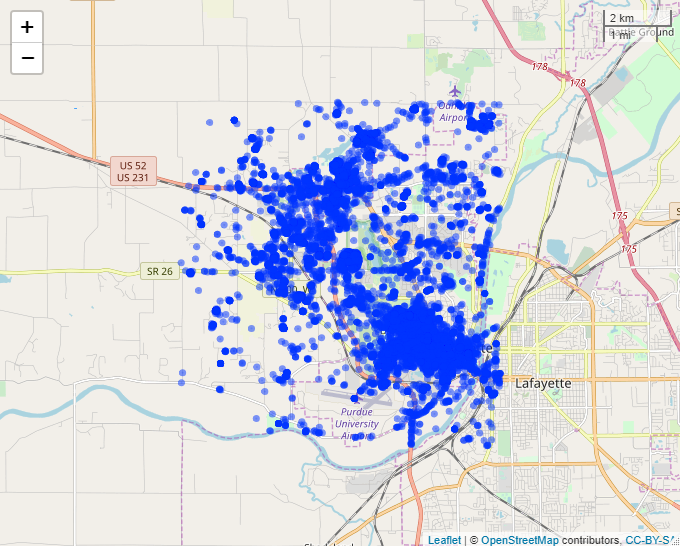 +
−
2 km
1 mi
Battle Ground
178
178
Airport
US 52
US 231
175
175
SR 26
Lafayette
Purdue
University
Airport
Leaflet | © OpenStreetMap contributors, CC-BY-SA